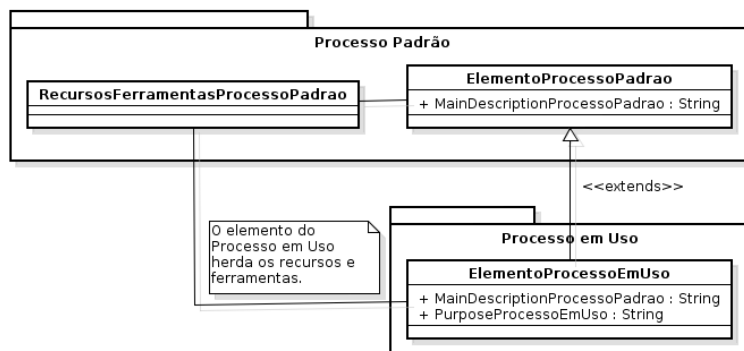 Processo Padrão
RecursosFerramentasProcessoPadrao
ElementoProcessoPadrao
+ MainDescriptionProcessoPadrao : String
<<extends>>
O elemento do
Processo em Uso
herda os recursos e
ferramentas.
Processo em Uso
ElementoProcessoEmUso
+ MainDescriptionProcessoPadrao : String
+ PurposeProcessoEmUso : String